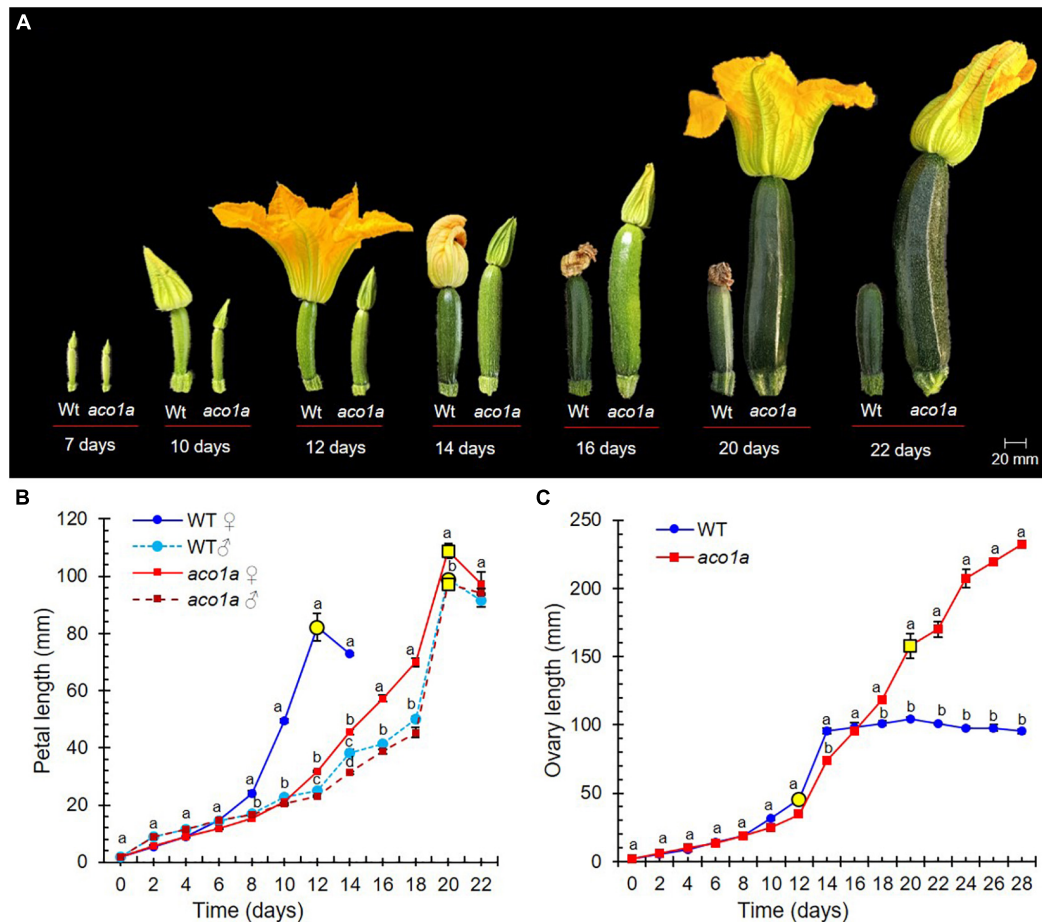 A
Wt aco1a Wt aco1a Wt aco1a Wt aco1a Wt aco1a Wt aco1a Wt aco1a
7 days 10 days 12 days 14 days 16 days 20 days 22 days
20 mm
B
WT ♀
WT ♂
aco1a ♀
aco1a ♂
Petal length (mm)
120
100
80
60
40
20
0
a a a a a b a b a b c a b c d a b a b a b a
0 2 4 6 8 10 12 14 16 18 20 22
Time (days)
C
WT
aco1a
Ovary length (mm)
250
200
150
100
50
0
a a a a a a a a b a a b a b a b a b a b a b
0 2 4 6 8 10 12 14 16 18 20 22 24 26 28
Time (days)